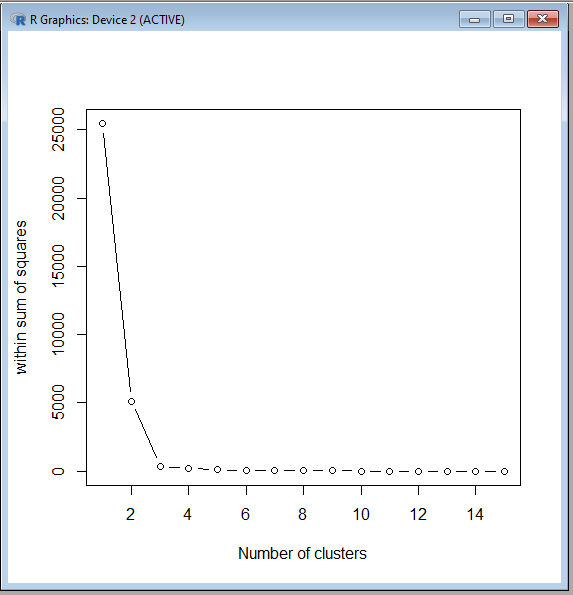 R Graphics: Device 2 (ACTIVE)
within sum of squares
25000
20000
15000
10000
5000
0
2 4 6 8 10 12 14
Number of clusters